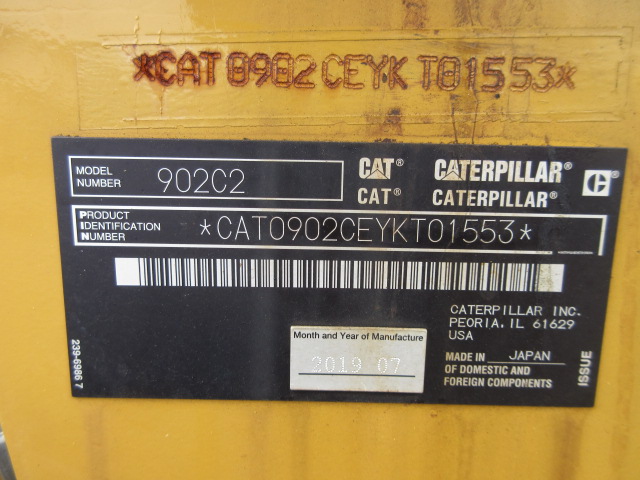 *CAT0902CEYKT01553*
MODEL NUMBER 902C2
CAT® CATERPILLAR®
CAT® CATERPILLAR® C
PRODUCT IDENTIFICATION NUMBER *CAT0902CEYKT01553*
CATERPILLAR INC.
PEORIA, IL 61629
USA
Month and Year of Manufacture
2019 07
MADE IN JAPAN
OF DOMESTIC AND
FOREIGN COMPONENTS
ISSUE
239-6986 7